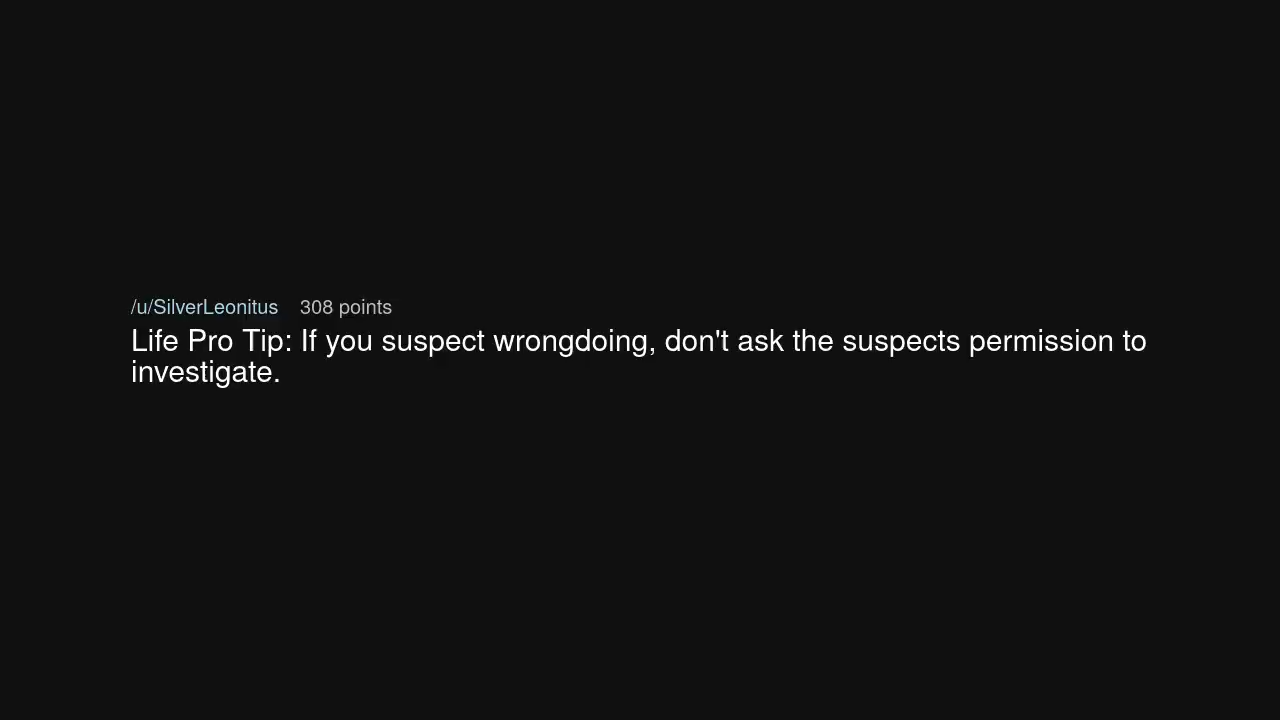 /u/SilverLeonitus 308 points
Life Pro Tip: If you suspect wrongdoing, don't ask the suspects permission to
investigate.